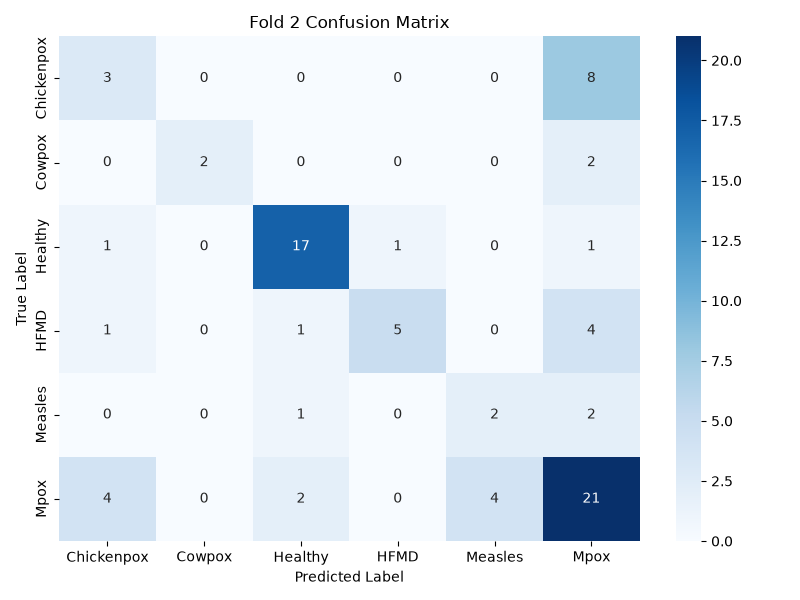 Fold 2 Confusion Matrix
True Label
Chickenpox 3 0 0 0 0 8
Cowpox 0 2 0 0 0 2
Healthy 1 0 17 1 0 1
HFMD 1 0 1 5 0 4
Measles 0 0 1 0 2 2
Mpox 4 0 2 0 4 21
Chickenpox Cowpox Healthy HFMD Measles Mpox
Predicted Label
20.0
17.5
15.0
12.5
10.0
7.5
5.0
2.5
0.0